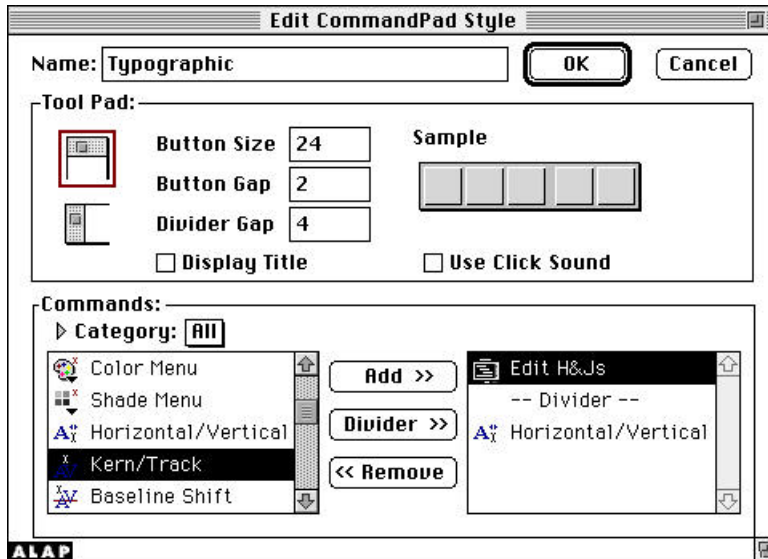 Edit CommandPad Style
Name: Typographic
OK
Cancel
Tool Pad:
Button Size 24
Sample
Button Gap 2
Divider Gap 4
Display Title
Use Click Sound
Commands:
Category: All
Color Menu
Shade Menu
Horizontal/Vertical
Kern/Track
Baseline Shift
Add >>
Divider >>
<< Remove
Edit H&Js
-- Divider --
Horizontal/Vertical
ALAP